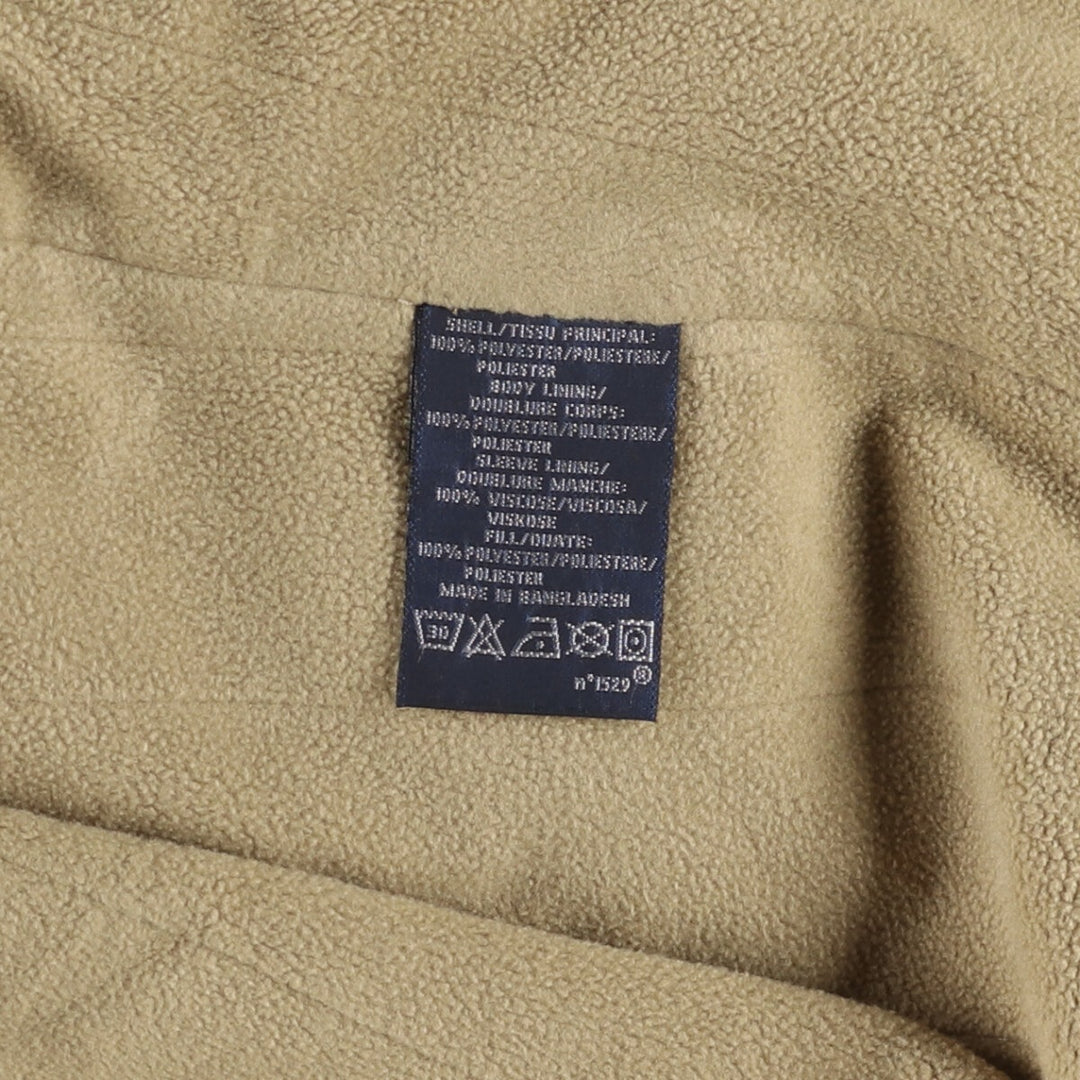 SHELL/TISSU PRINCIPAL:
100% POLYESTER/POLIESTERE/
POLIESTER
BODY LINING/
DOUBLURE CORPS:
100% POLYESTER/POLIESTERE/
POLIESTER
SLEEVE LINING/
DOUBLURE MANCHE:
100% VISCOSE/VISCOSA/
VISKOSE
FILL/OUATE:
100% POLYESTER/POLIESTERE/
POLIESTER
MADE IN BANGLADESH
30
n°1529®